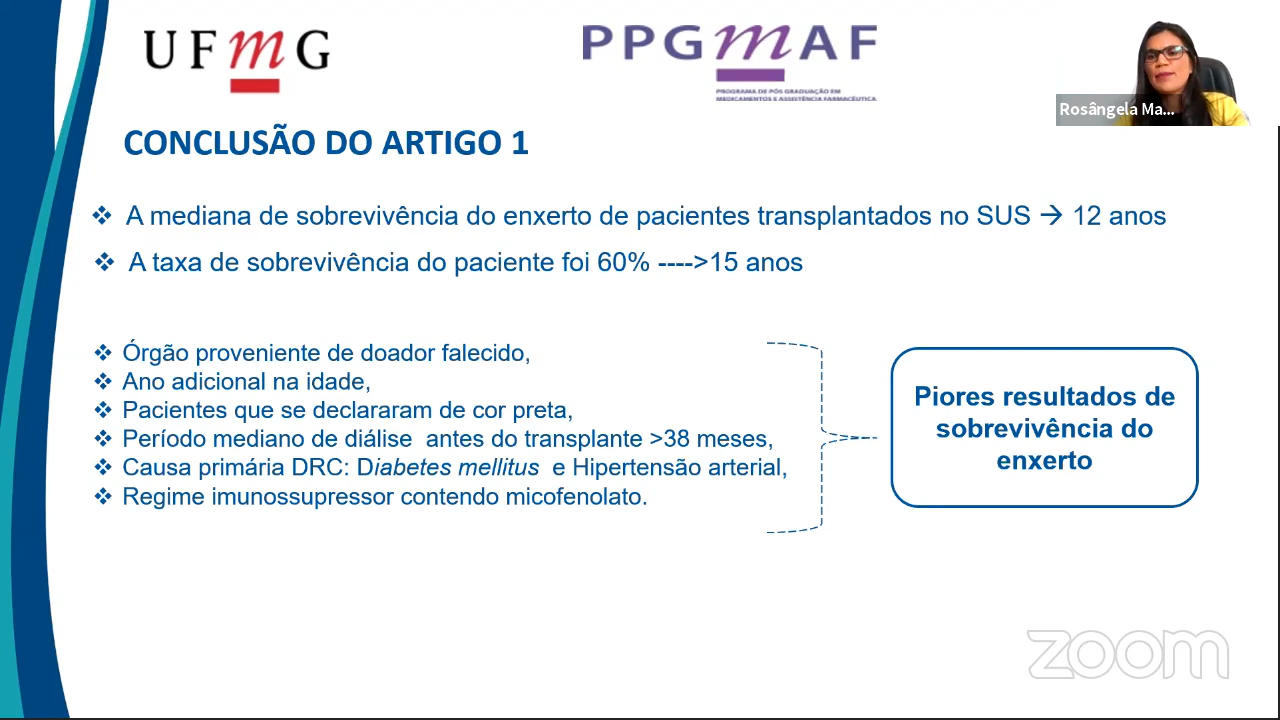 UFmG
PPGmAF
PROGRAMA DE PÓS GRADUAÇÃO EM
MEDICAMENTOS E ASSISTÊNCIA FARMACÊUTICA
Rosângela Ma...
CONCLUSÃO DO ARTIGO 1
❖ A mediana de sobrevivência do enxerto de pacientes transplantados no SUS → 12 anos
❖ A taxa de sobrevivência do paciente foi 60% ---->15 anos
❖ Órgão proveniente de doador falecido,
❖ Ano adicional na idade,
❖ Pacientes que se declararam de cor preta,
❖ Período mediano de diálise antes do transplante >38 meses,
❖ Causa primária DRC: Diabetes mellitus e Hipertensão arterial,
❖ Regime imunossupressor contendo micofenolato.
Piores resultados de
sobrevivência do
enxerto
zoom